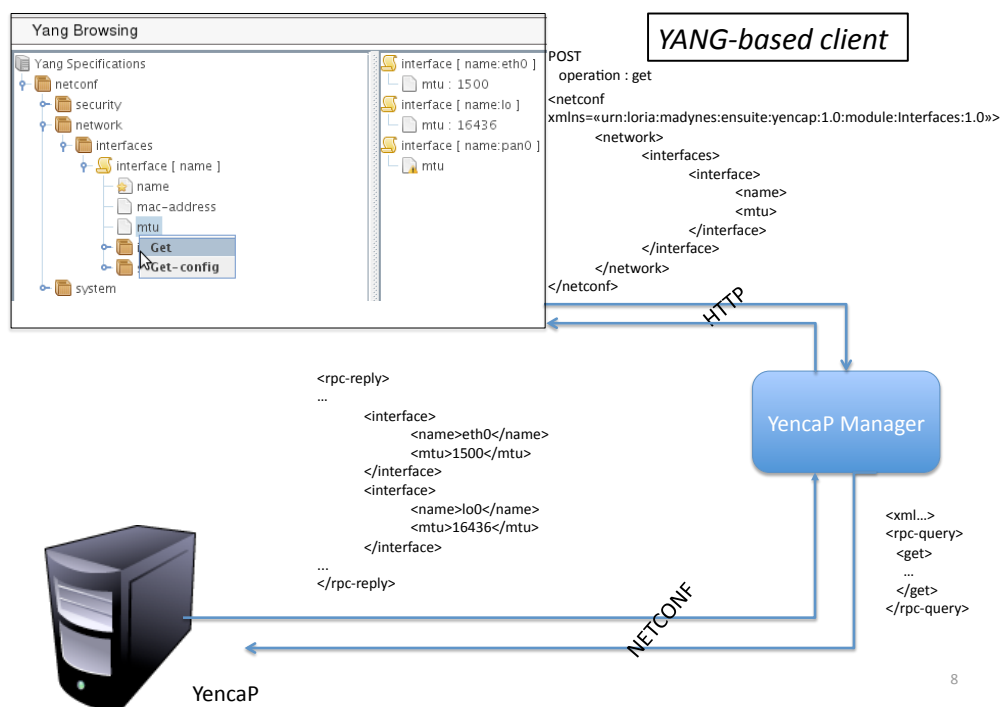 Yang Browsing
YANG-based client
Yang Specifications
netconf
security
network
interfaces
interface [ name ]
name
mac-address
mtu
Get
Get-config
system
interface [ name:eth0 ]
mtu : 1500
interface [ name:lo ]
mtu : 16436
interface [ name:pan0 ]
mtu
POST
operation : get
<netconf
xmlns=«urn:loria:madynes:ensuite:yencap:1.0:module:Interfaces:1.0»>
<network>
<interfaces>
<interface>
<name>
<mtu>
</interface>
</interface>
</network>
</netconf>
HTTP
<rpc-reply>
...
<interface>
<name>eth0</name>
<mtu>1500</mtu>
</interface>
<interface>
<name>lo0</name>
<mtu>16436</mtu>
</interface>
...
</rpc-reply>
YencaP Manager
<xml...>
<rpc-query>
<get>
...
</get>
</rpc-query>
NETCONF
YencaP
8